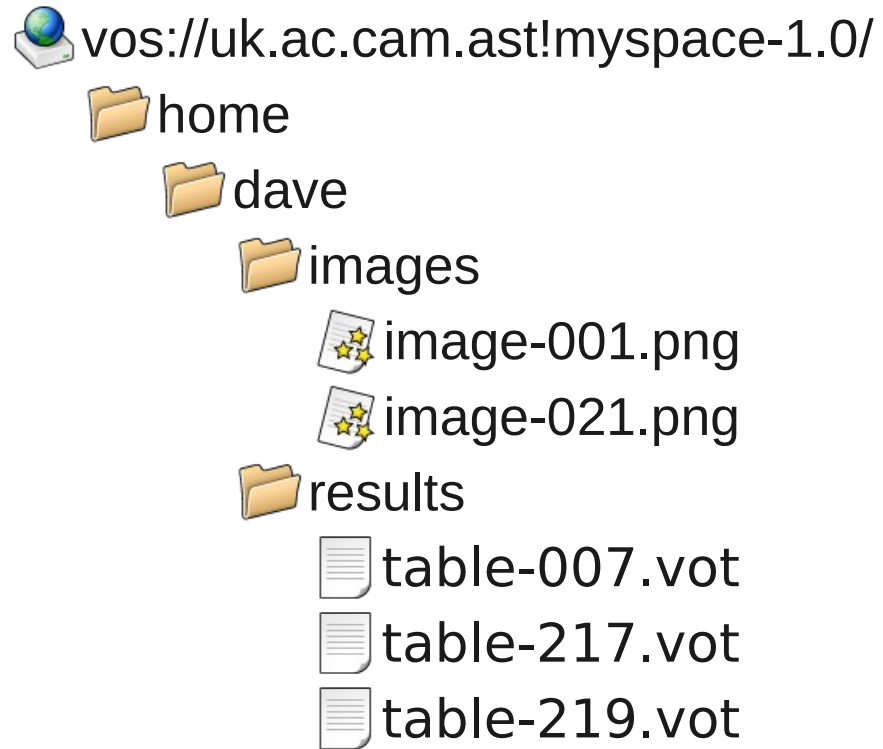 vos://uk.ac.cam.ast!myspace-1.0/
home
dave
images
image-001.png
image-021.png
results
table-007.vot
table-217.vot
table-219.vot